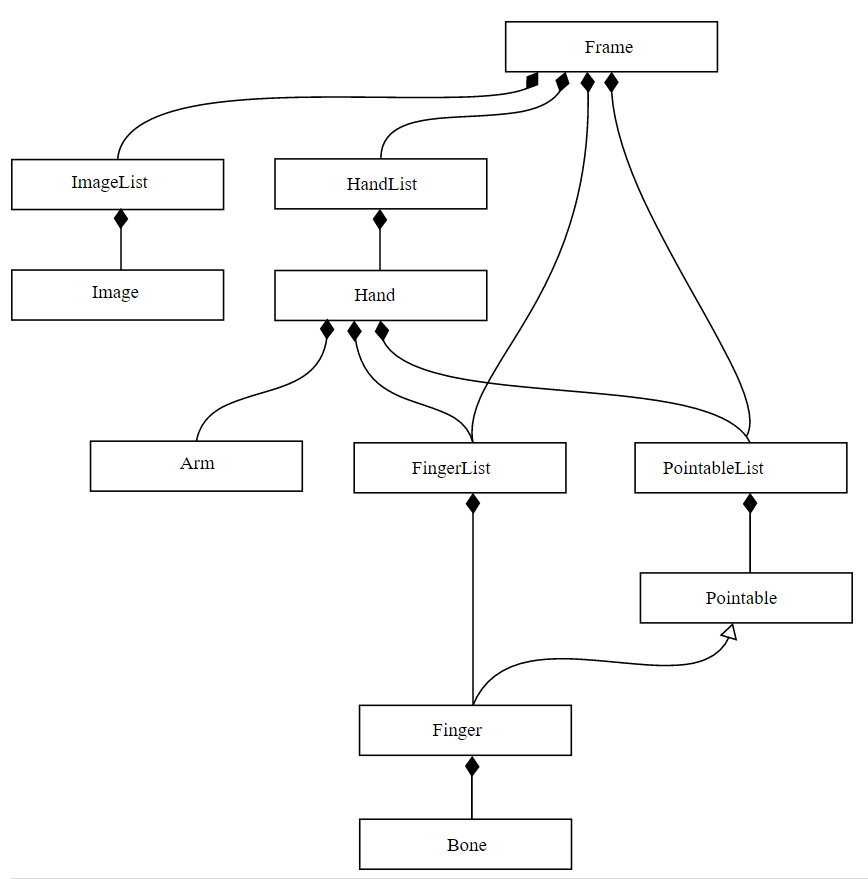 Frame
ImageList
HandList
Image
Hand
Arm
FingerList
PointableList
Pointable
Finger
Bone